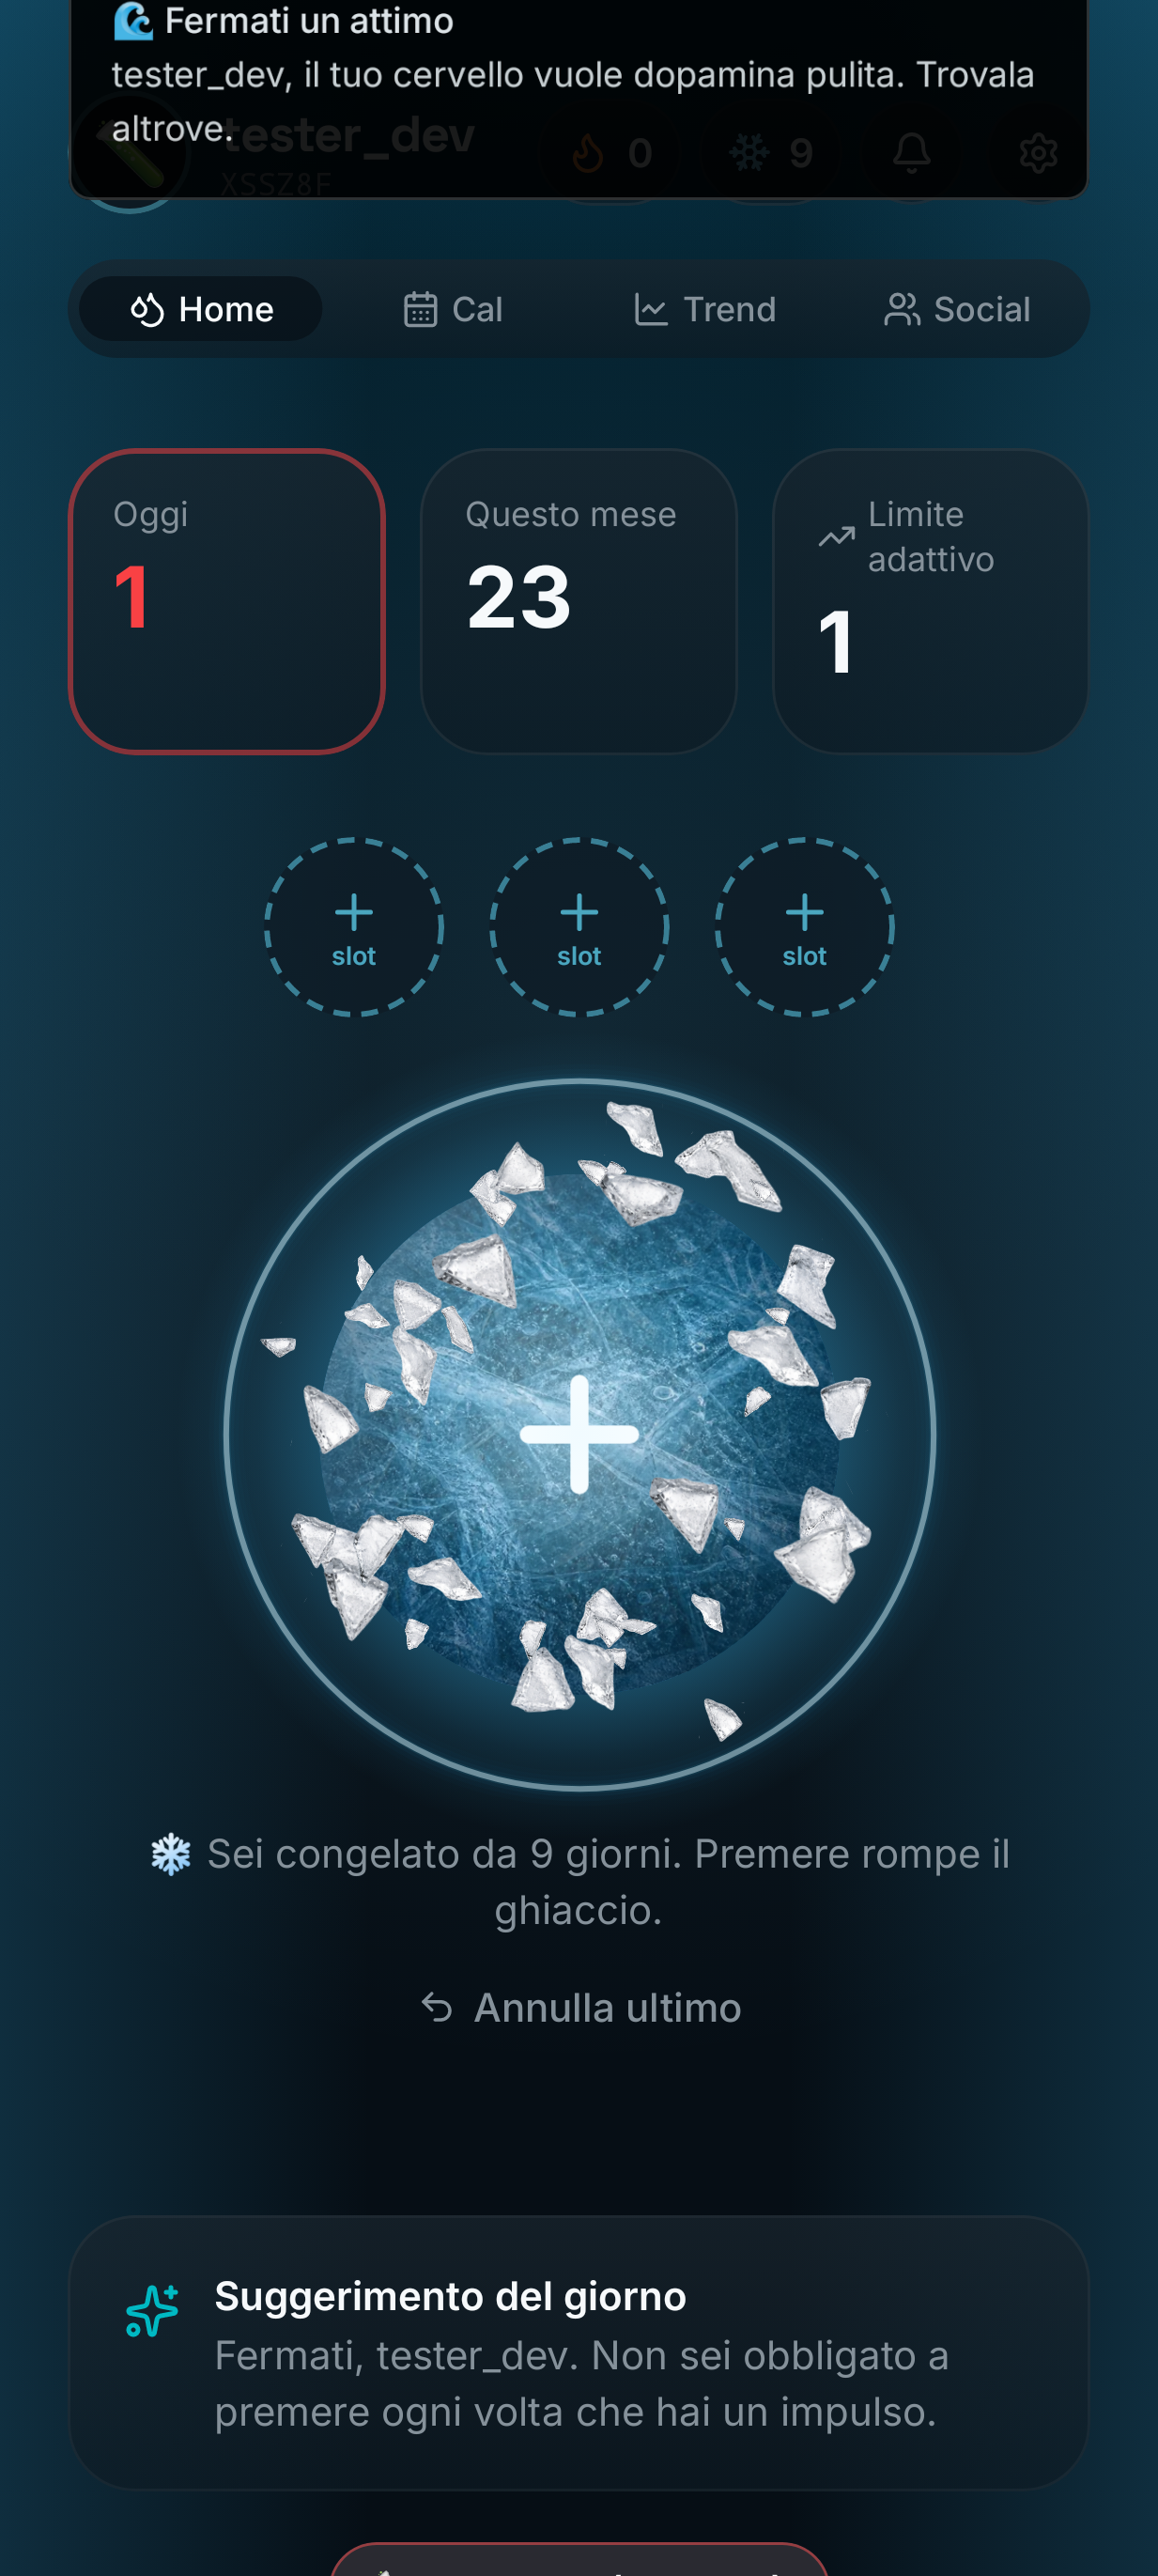 🌊 Fermati un attimo
tester_dev, il tuo cervello vuole dopamina pulita. Trovala
altrove.
tester_dev
XSSZ8F
0
9
Home
Cal
Trend
Social
Oggi
1
Questo mese
23
Limite
adattivo
1
slot
slot
slot
❄️ Sei congelato da 9 giorni. Premere rompe il
ghiaccio.
Annulla ultimo
Suggerimento del giorno
Fermati, tester_dev. Non sei obbligato a
premere ogni volta che hai un impulso.